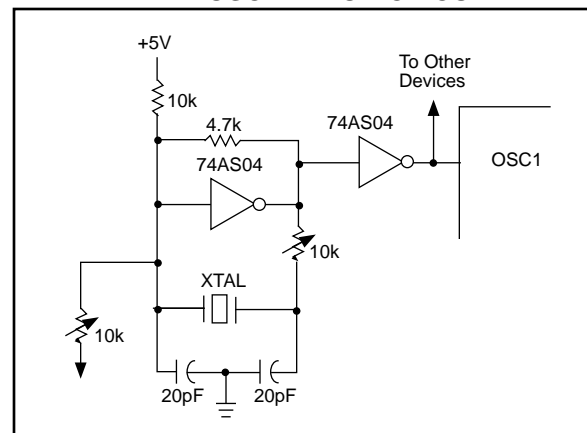 +5V
To Other
Devices
10k
4.7k
74AS04
74AS04
OSC1
10k
XTAL
10k
20pF
20pF